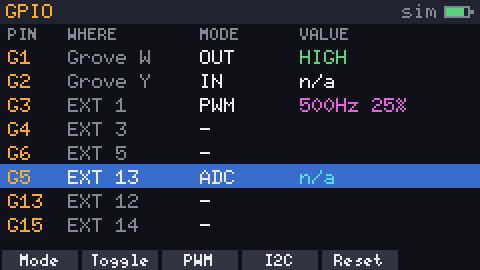 GPIO sim
PIN WHERE MODE VALUE
G1 Grove W OUT HIGH
G2 Grove Y IN n/a
G3 EXT 1 PWM 500Hz 25%
G4 EXT 3 -
G6 EXT 5 -
G5 EXT 13 ADC n/a
G13 EXT 12 -
G15 EXT 14 -
Mode Toggle PWM I2C Reset